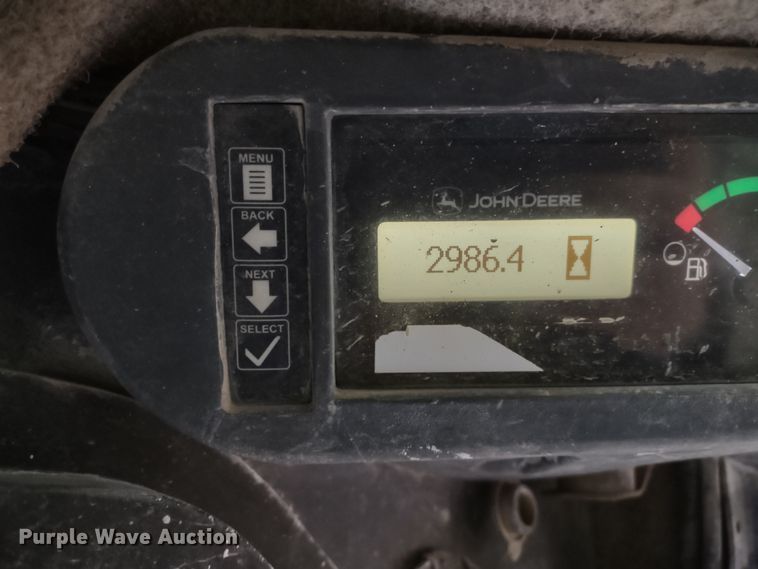 MENU
BACK
NEXT
SELECT
JOHN DEERE
2986.4
Purple Wave Auction